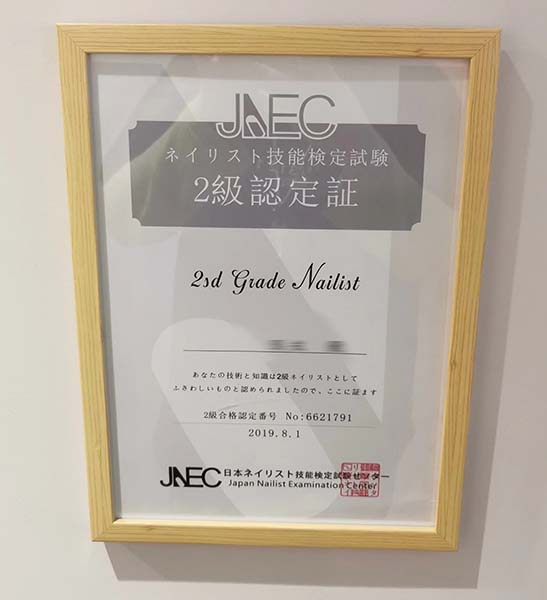 JNEC
ネイリスト技能検定試験
2級認定証
2sd Grade Nailist
あなたの技術と知識は2級ネイリストとして
ふさわしいものと認められましたので、ここに証ます
2級合格認定番号 No:6621791
2019.8.1
JNEC 日本ネイリスト技能検定試験センター
Japan Nailist Examination Center